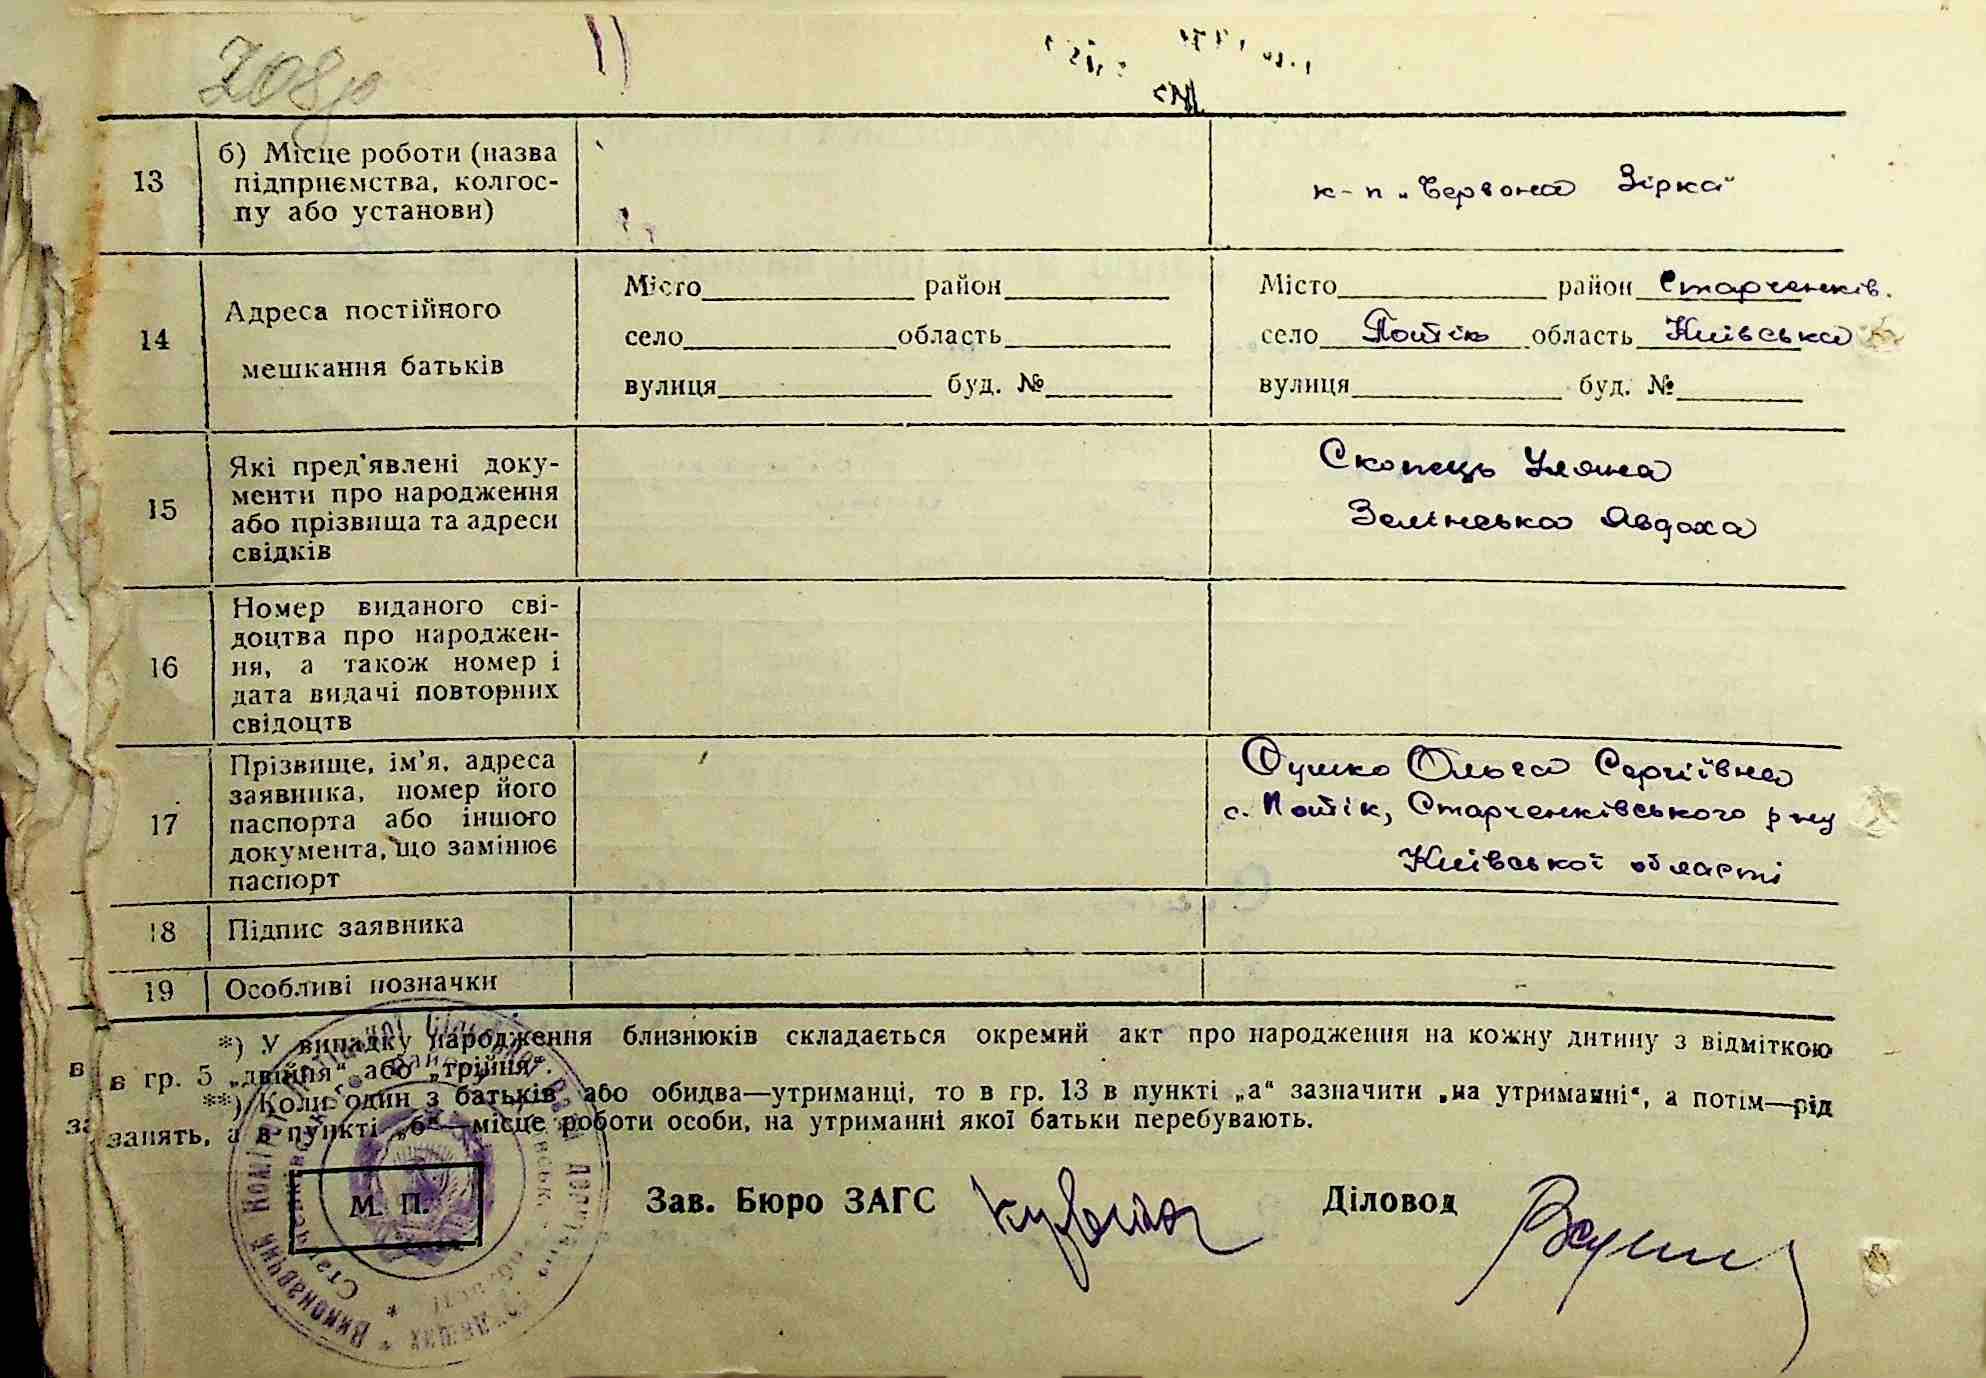 208р
13
б) Місце роботи (назва
підприємства, колгос-
пу або установи)
к-п „Червона Зірка"
14
Адреса постійного
мешкання батьків
Місто район
село область
вулиця буд. №
Місто район Старченків.
село Потік область Київська
вулиця буд. №
15
Які пред'явлені доку-
менти про народження
або прізвища та адреси
свідків
Скопець Уляна
Зелінська Явдоха
16
Номер виданого сві-
доцтва про народжен-
ня, а також номер і
дата видачі повторних
свідоцтв
17
Прізвище, ім'я, адреса
заявника, номер його
паспорта або іншого
документа, що замінює
паспорт
Душко Ольга Сергіївна
с. Потік, Старченківського р-ну
Київської області
18
Підпис заявника
19
Особливі позначки
*) У випадку народження близнюків складається окремий акт про народження на кожну дитину з відміткою
в гр. 5 „двійня" або „трійня".
**) Коли один з батьків або обидва—утриманці, то в гр. 13 в пункті „а" зазначити „на утриманні", а потім—рід
занять, а в пункті „б"—місце роботи особи, на утриманні якої батьки перебувають.
М. П.
Зав. Бюро ЗАГС
Діловод